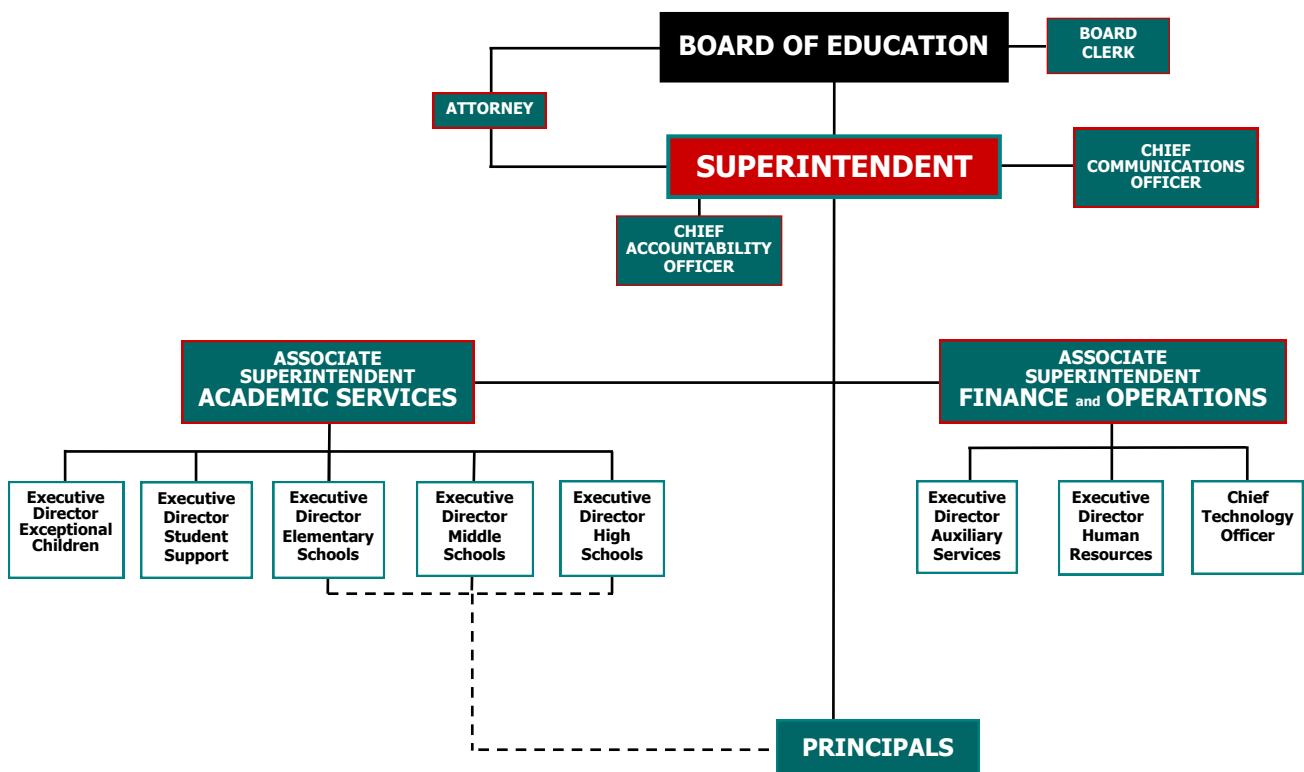 BOARD OF EDUCATION
BOARD
CLERK
ATTORNEY
SUPERINTENDENT
CHIEF
COMMUNICATIONS
OFFICER
CHIEF
ACCOUNTABILITY
OFFICER
ASSOCIATE
SUPERINTENDENT
ACADEMIC SERVICES
ASSOCIATE
SUPERINTENDENT
FINANCE and OPERATIONS
Executive
Director
Exceptional
Children
Executive
Director
Student
Support
Executive
Director
Elementary
Schools
Executive
Director
Middle
Schools
Executive
Director
High
Schools
Executive
Director
Auxiliary
Services
Executive
Director
Human
Resources
Chief
Technology
Officer
PRINCIPALS